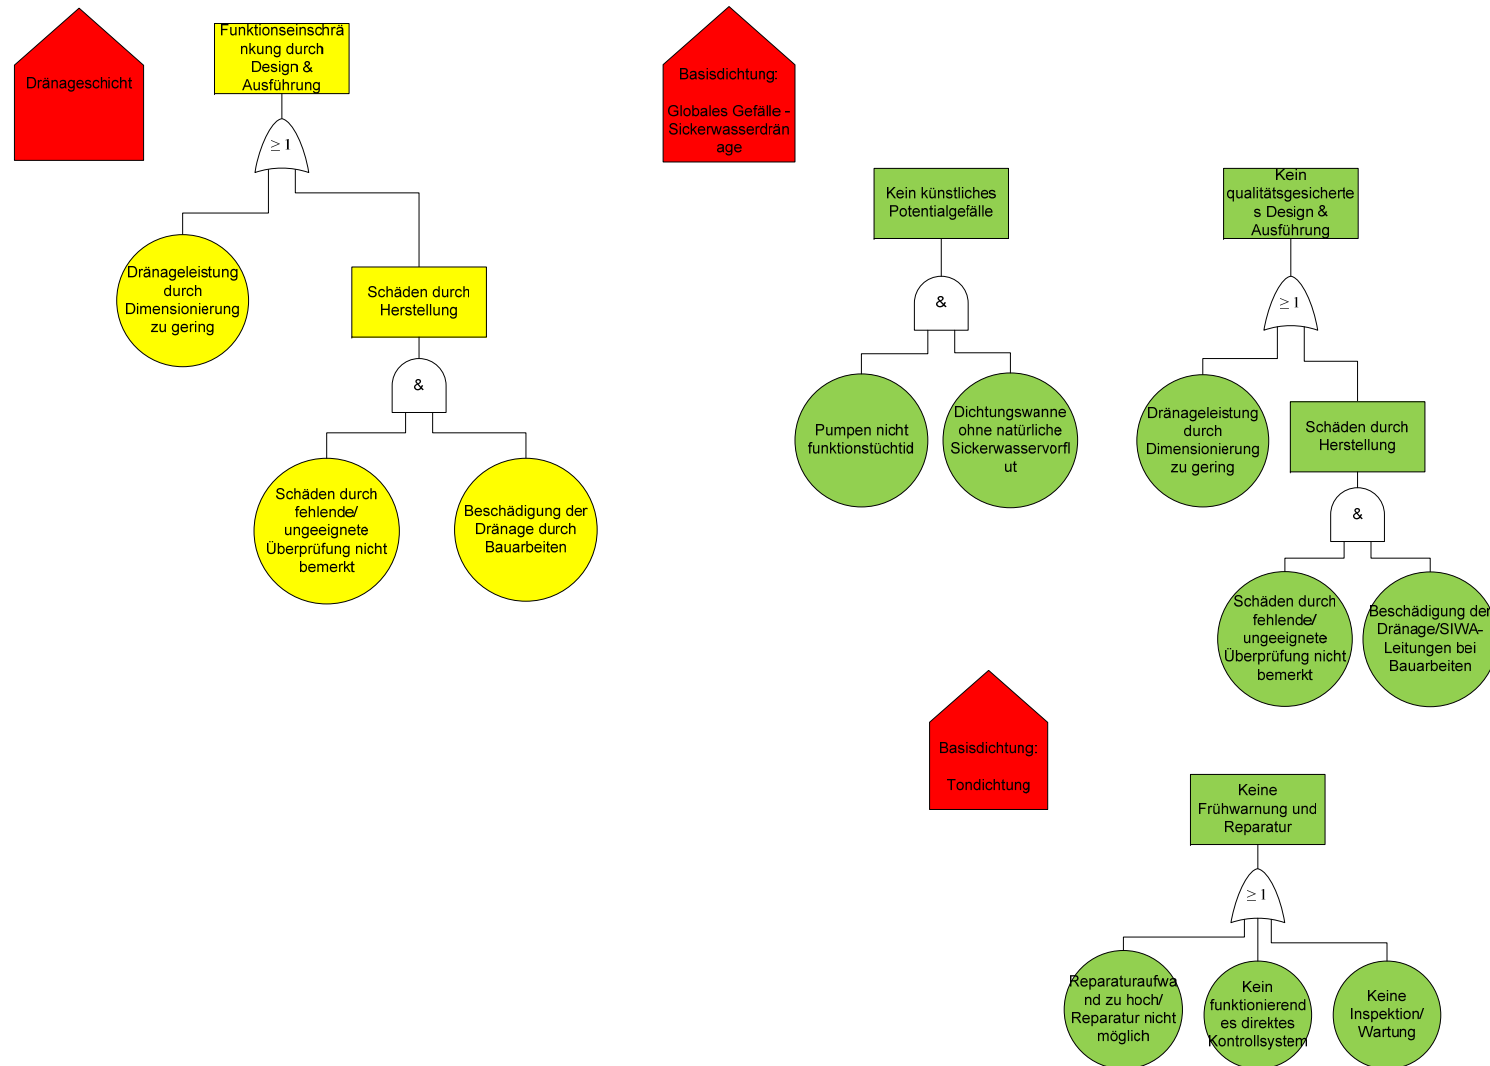 Dränageschicht
Funktionseinschrä
nkung durch
Design &
Ausführung
≥ 1
Dränageleistung
durch
Dimensionierung
zu gering
Schäden durch
Herstellung
&
Schäden durch
fehlende/
ungeeignete
Überprüfung nicht
bemerkt
Beschädigung der
Dränage durch
Bauarbeiten
Basisdichtung:
Globales Gefälle -
Sickerwasserdrän
age
Kein künstliches
Potentialgefälle
&
Pumpen nicht
funktionstüchtid
Dichtungswanne
ohne natürliche
Sickerwasservorfl
ut
Kein
qualitätsgesicherte
s Design &
Ausführung
≥ 1
Dränageleistung
durch
Dimensionierung
zu gering
Schäden durch
Herstellung
&
Schäden durch
fehlende/
ungeeignete
Überprüfung nicht
bemerkt
Beschädigung der
Dränage/SIWA-
Leitungen bei
Bauarbeiten
Basisdichtung:
Tondichtung
Keine
Frühwarnung und
Reparatur
≥ 1
Reparaturaufwa
nd zu hoch/
Reparatur nicht
möglich
Kein
funktionierend
es direktes
Kontrollsystem
Keine
Inspektion/
Wartung